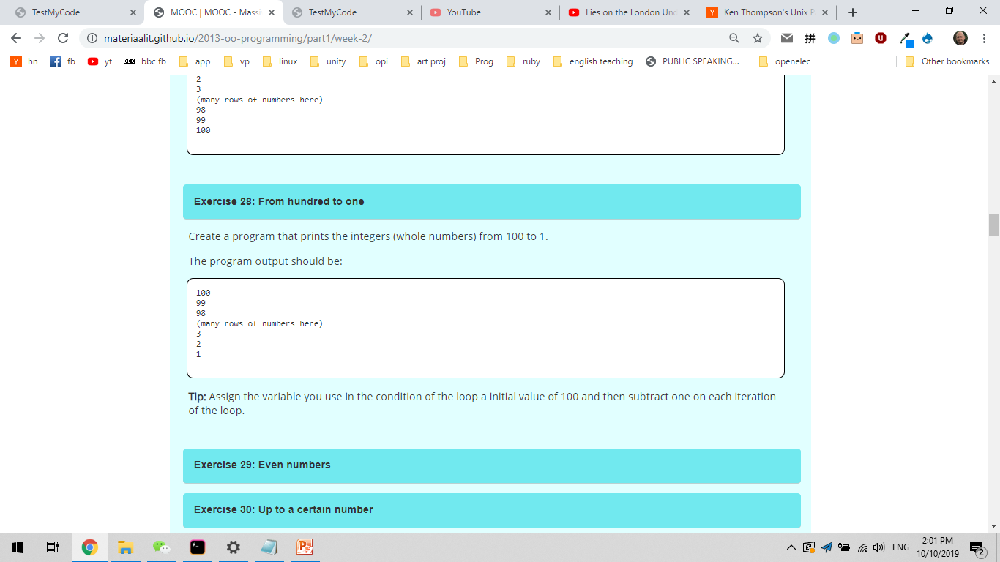 TestMyCode
MOOC | MOOC - Massi
TestMyCode
YouTube
Lies on the London Unc
Ken Thompson's Unix P
materiaalit.github.io/2013-oo-programming/part1/week-2/
hn
fb
yt
BBC
bbc fb
app
vp
linux
unity
opi
art proj
Prog
ruby
english teaching
PUBLIC SPEAKING...
openelec
Other bookmarks
2
3
(many rows of numbers here)
98
99
100
Exercise 28: From hundred to one
Create a program that prints the integers (whole numbers) from 100 to 1.
The program output should be:
100
99
98
(many rows of numbers here)
3
2
1
Tip: Assign the variable you use in the condition of the loop a initial value of 100 and then subtract one on each iteration
of the loop.
Exercise 29: Even numbers
Exercise 30: Up to a certain number
ENG
2:01 PM
10/10/2019
2